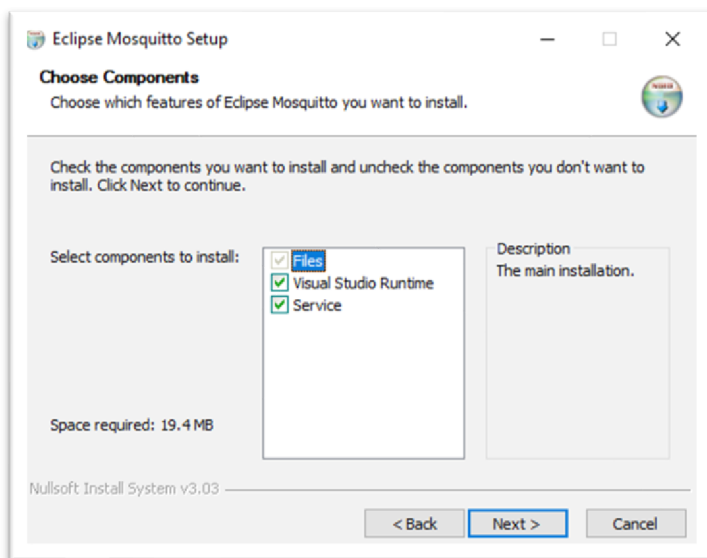 Eclipse Mosquitto Setup
Choose Components
Choose which features of Eclipse Mosquitto you want to install.
Check the components you want to install and uncheck the components you don't want to
install. Click Next to continue.
Select components to install:
Files
Visual Studio Runtime
Service
Description
The main installation.
Space required: 19.4 MB
Nullsoft Install System v3.03
< Back
Next >
Cancel